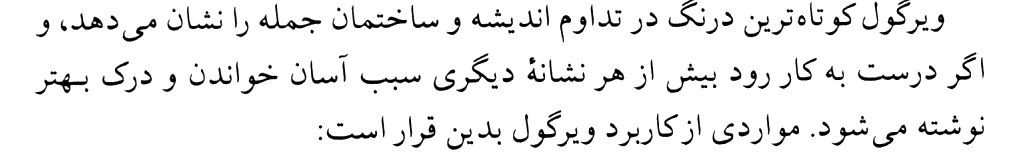 ویرگول کوتاه‌ترین درنگ در تداوم اندیشه و ساختمان جمله را نشان می‌دهد، و
اگر درست به کار رود بیش از هر نشانهٔ دیگری سبب آسان خواندن و درک بـهتر
نوشته می‌شود. مواردی از کاربرد ویرگول بدین قرار است: